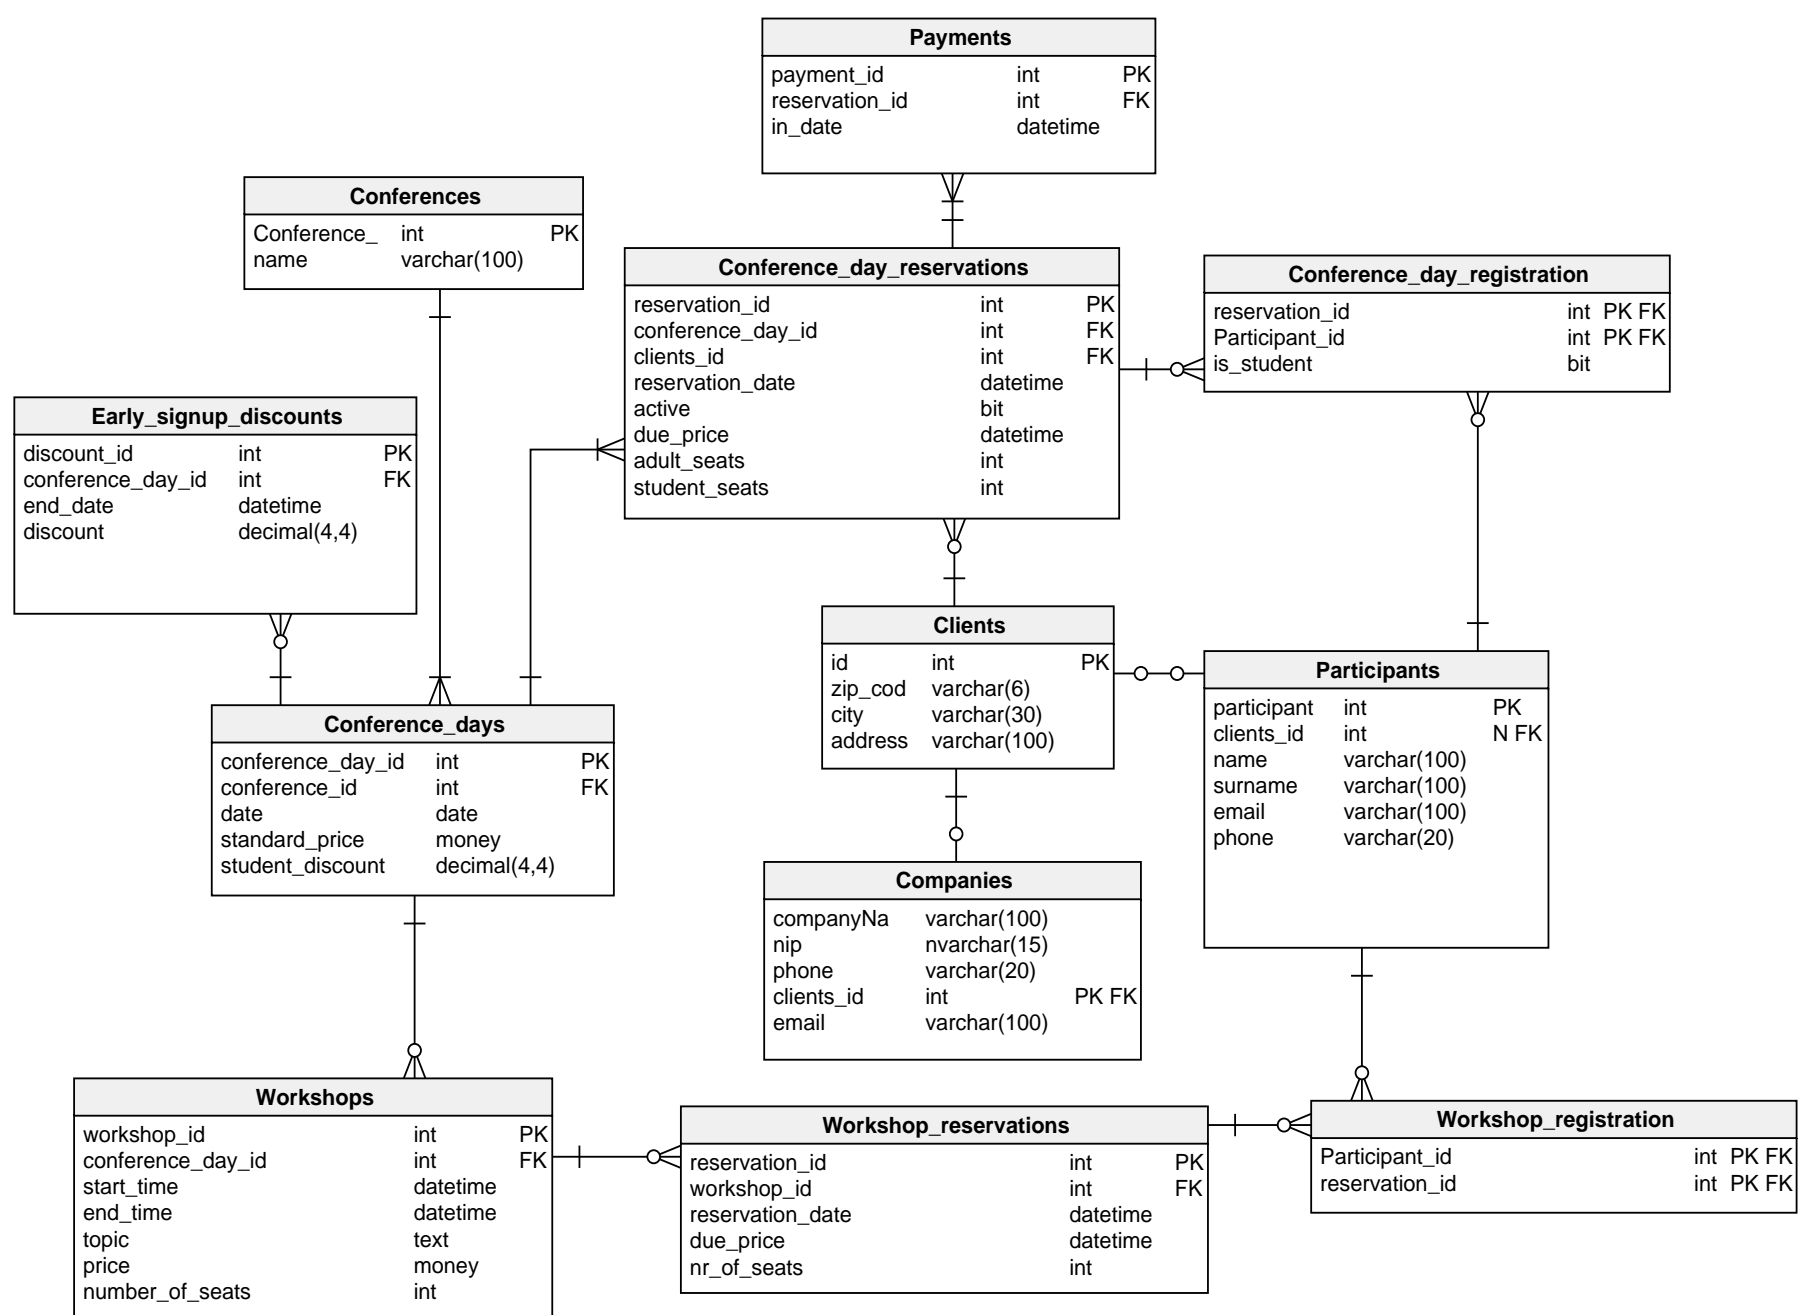 Payments
payment_id int PK
reservation_id int FK
in_date datetime
Conferences
Conference_ int PK
name varchar(100)
Conference_day_reservations
reservation_id int PK
conference_day_id int FK
clients_id int FK
reservation_date datetime
active bit
due_price datetime
adult_seats int
student_seats int
Conference_day_registration
reservation_id int PK FK
Participant_id int PK FK
is_student bit
Early_signup_discounts
discount_id int PK
conference_day_id int FK
end_date datetime
discount decimal(4,4)
Clients
id int PK
zip_cod varchar(6)
city varchar(30)
address varchar(100)
Participants
participant int PK
clients_id int N FK
name varchar(100)
surname varchar(100)
email varchar(100)
phone varchar(20)
Conference_days
conference_day_id int PK
conference_id int FK
date date
standard_price money
student_discount decimal(4,4)
Companies
companyNa varchar(100)
nip nvarchar(15)
phone varchar(20)
clients_id int PK FK
email varchar(100)
Workshops
workshop_id int PK
conference_day_id int FK
start_time datetime
end_time datetime
topic text
price money
number_of_seats int
Workshop_reservations
reservation_id int PK
workshop_id int FK
reservation_date datetime
due_price datetime
nr_of_seats int
Workshop_registration
Participant_id int PK FK
reservation_id int PK FK